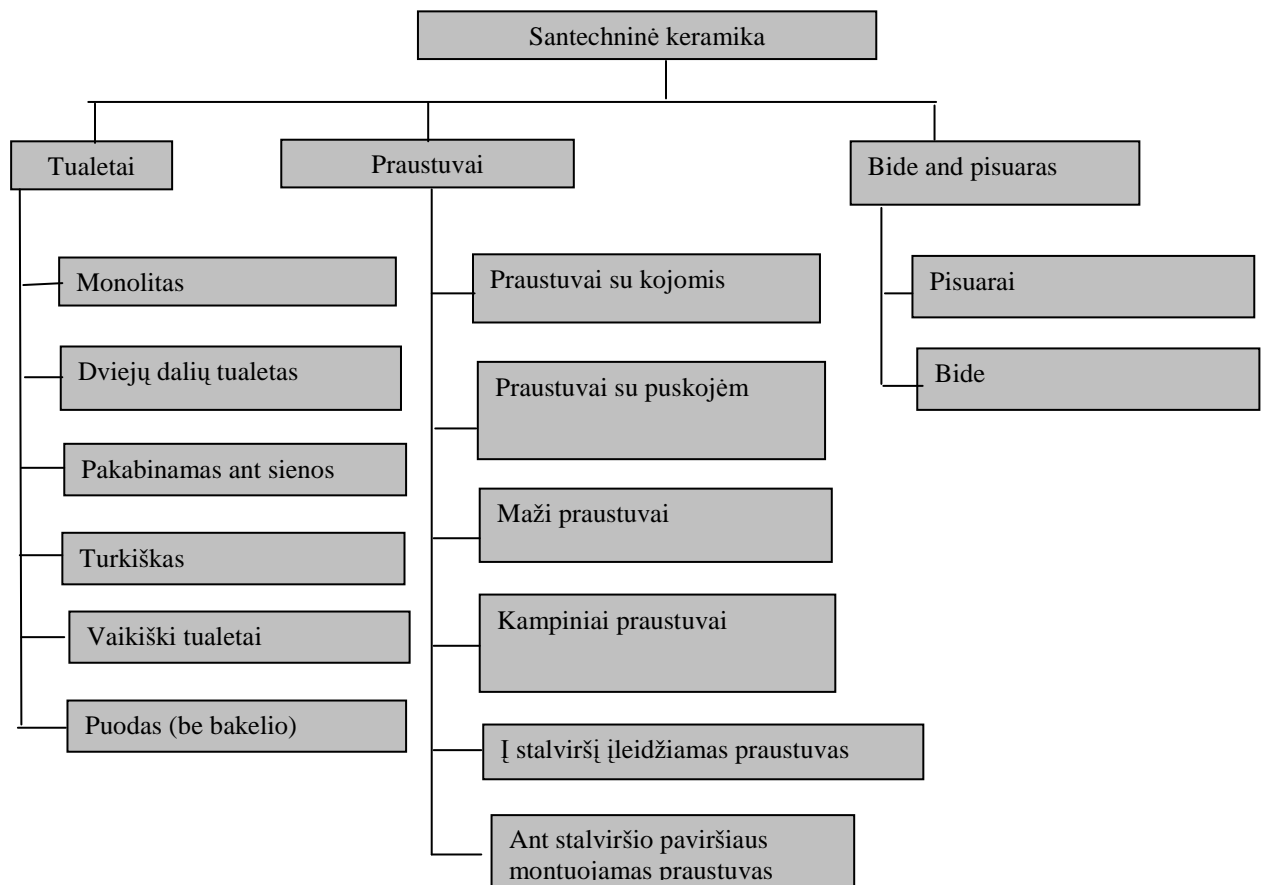 Santechninė keramika
Tualetai
Praustuvai
Bide and pisuaras
Monolitas
Dviejų dalių tualetas
Pakabinamas ant sienos
Turkiškas
Vaikiški tualetai
Puodas (be bakelio)
Praustuvai su kojomis
Praustuvai su puskojėm
Maži praustuvai
Kampiniai praustuvai
Į stalviršį įleidžiamas praustuvas
Ant stalviršio paviršiaus
montuojamas praustuvas
Pisuarai
Bide